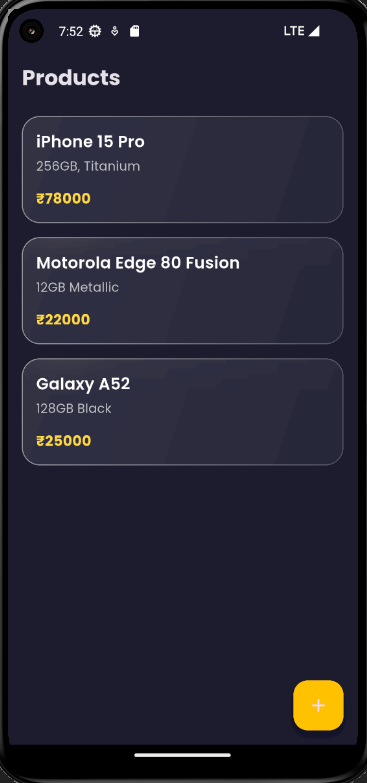 7:52
LTE
Products
iPhone 15 Pro
256GB, Titanium
₹78000
Motorola Edge 80 Fusion
12GB Metallic
₹22000
Galaxy A52
128GB Black
₹25000
+